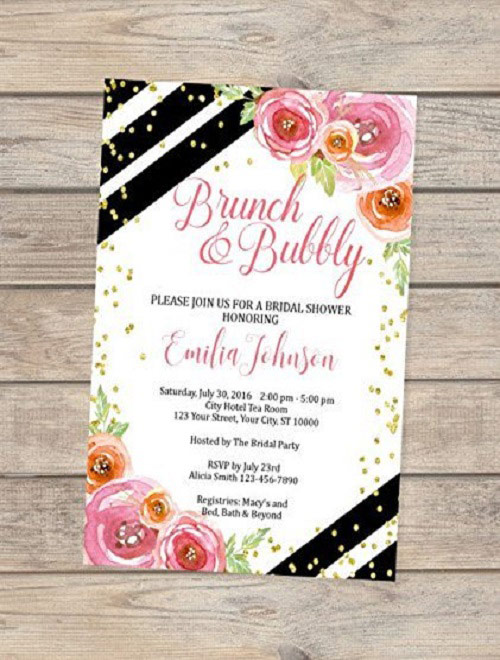 Brunch
& Bubbly
PLEASE JOIN US FOR A BRIDAL SHOWER
HONORING
Emilia Johnson
Saturday, July 30, 2016 2:00 pm - 5:00 pm
City Hotel Tea Room
123 Your Street, Your City, ST 10000
Hosted by The Bridal Party
RSVP by July 23rd
Alicia Smith 123-456-7890
Registries: Macy's and
Bed, Bath & Beyond